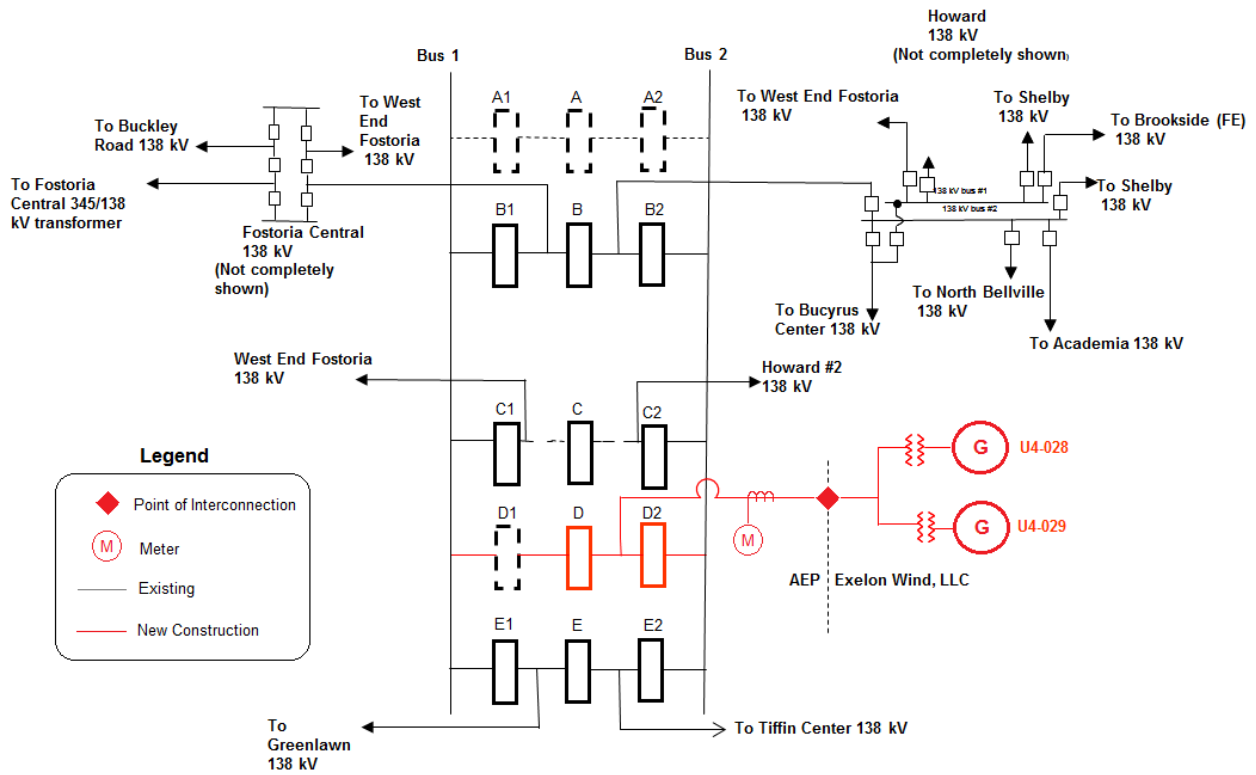 Howard
138 kV
(Not completely shown)
Bus 1
Bus 2
To West
End
Fostoria
138 kV
To Buckley
Road 138 kV
To Fostoria
Central 345/138
kV transformer
Fostoria Central
138 kV
(Not completely
shown)
A1
A
A2
To West End Fostoria
138 kV
To Shelby
138 kV
To Brookside (FE)
138 kV
138 kV bus #1
138 kV bus #2
To Shelby
138 kV
B1
B
B2
To Bucyrus
Center 138 kV
To North Bellville
138 kV
To Academia 138 kV
West End Fostoria
138 kV
Howard #2
138 kV
C1
C
C2
G
U4-028
Legend
Point of Interconnection
M
Meter
Existing
New Construction
D1
D
D2
M
G
U4-029
AEP
Exelon Wind, LLC
E1
E
E2
To
Greenlawn
138 kV
To Tiffin Center 138 kV